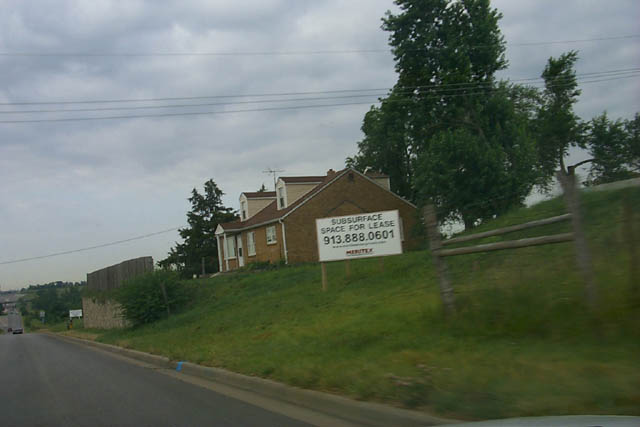 SUBSURFACE
SPACE FOR LEASE
913.888.0601
MERITEX